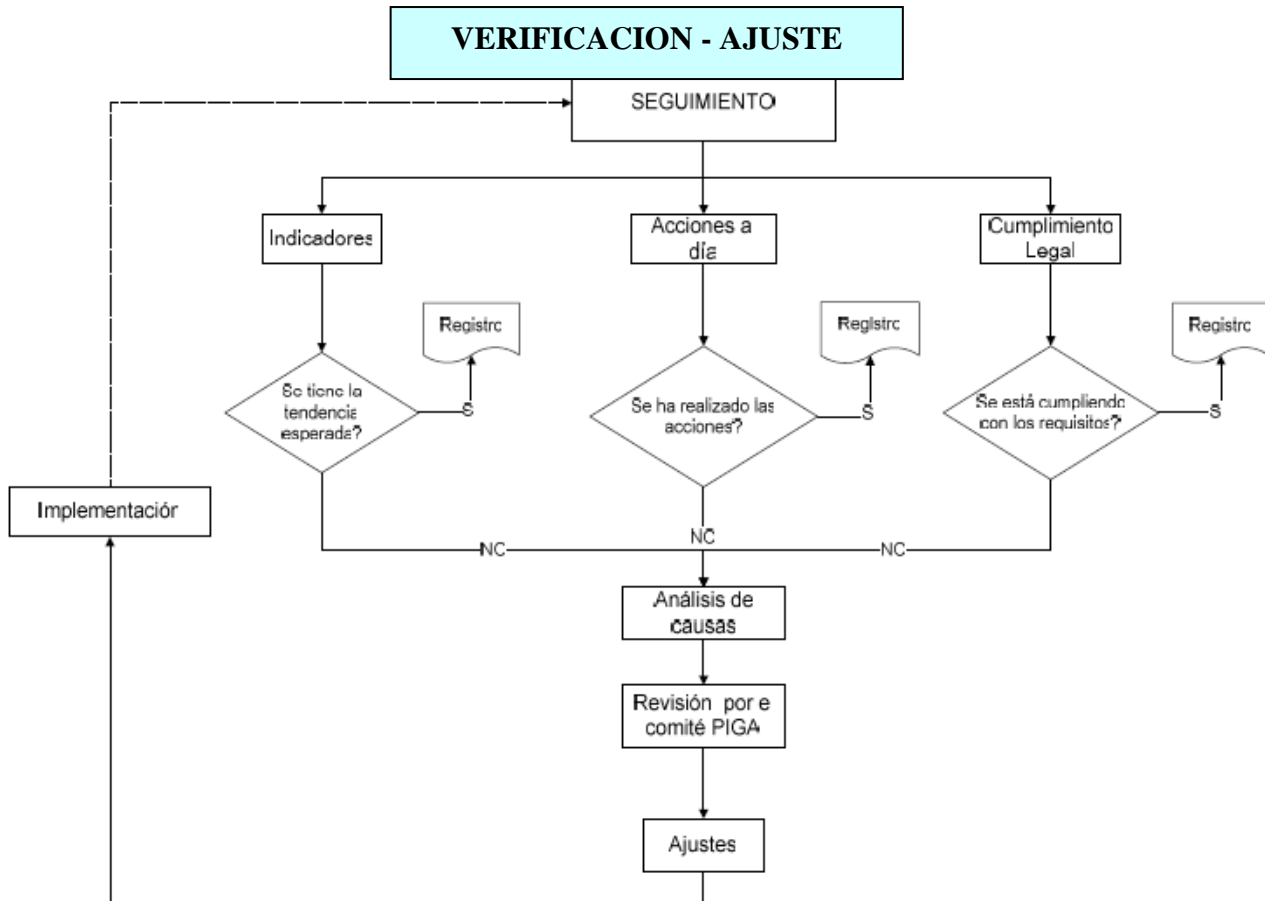 VERIFICACION - AJUSTE
SEGUIMIENTO
Indicadores
Acciones a
día
Cumplimiento
Legal
Registro
Registro
Registro
Se tiene la
tendencia
esperada?
S
Se ha realizado las
acciones?
S
Se está cumpliendo
con los requisitos?
S
Implementación
NC
NC
NC
Análisis de
causas
Revisión por e
comité PIGA
Ajustes